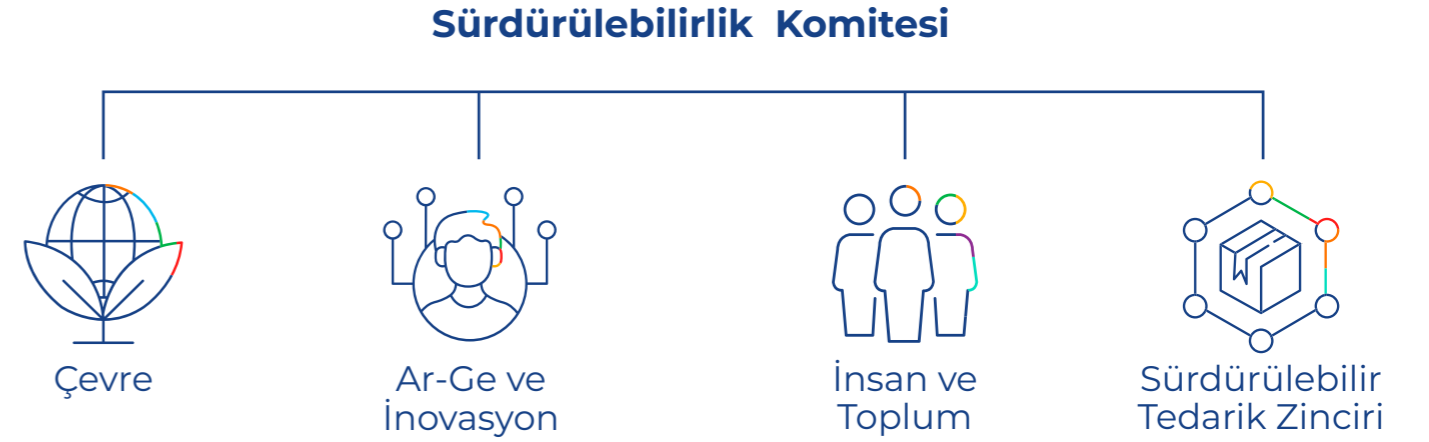 Sürdürülebilirlik Komitesi
Çevre
Ar-Ge ve
İnovasyon
İnsan ve
Toplum
Sürdürülebilir
Tedarik Zinciri